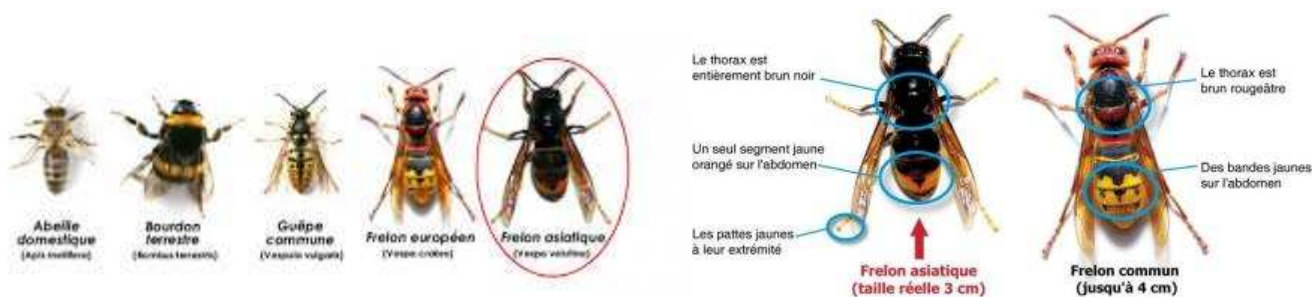 Abeille
domestique
(Apis mellifera)
Bourdon
terrestre
(Bombus terrestris)
Guêpe
commune
(Vespula vulgaris)
Frelon européen
(Vespa crabro)
Frelon asiatique
(Vespa velutina)
Le thorax est
entièrement brun noir
Un seul segment jaune
orangé sur l'abdomen
Les pattes jaunes
à leur extrémité
Frelon asiatique
(taille réelle 3 cm)
Le thorax est
brun rougeâtre
Des bandes jaunes
sur l'abdomen
Frelon commun
(jusqu'à 4 cm)